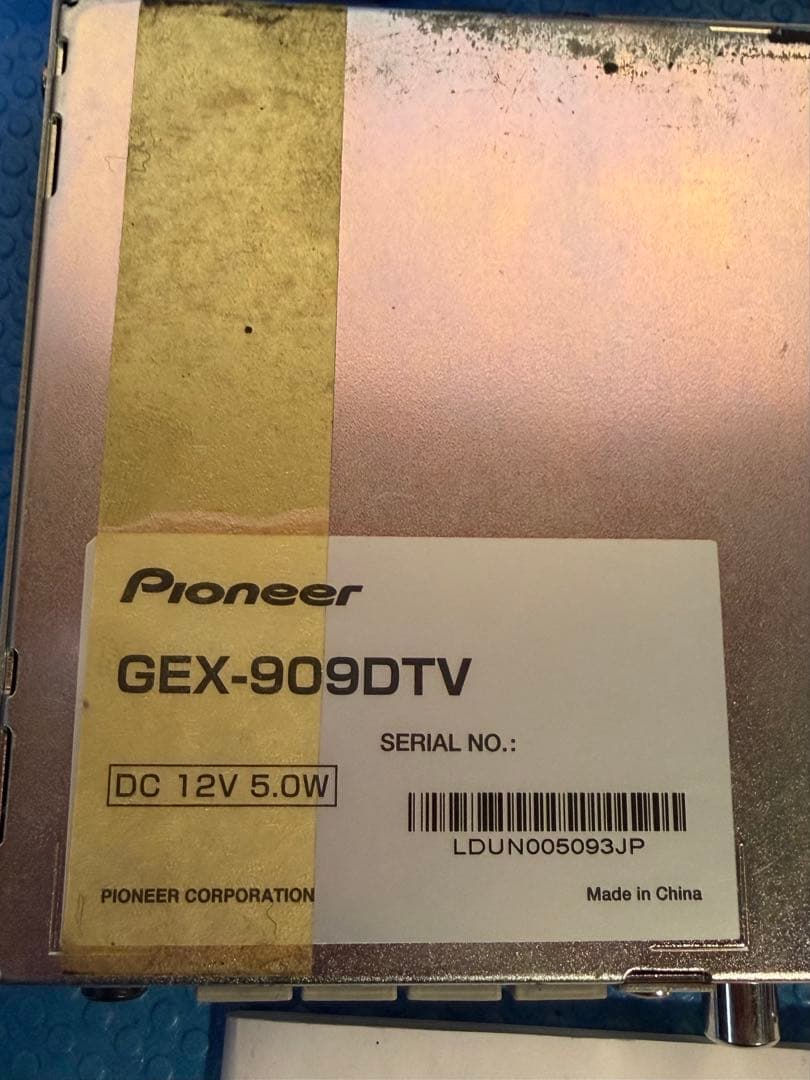 Pioneer
GEX-909DTV
SERIAL NO.:
DC 12V 5.0W
LDUN005093JP
PIONEER CORPORATION
Made in China